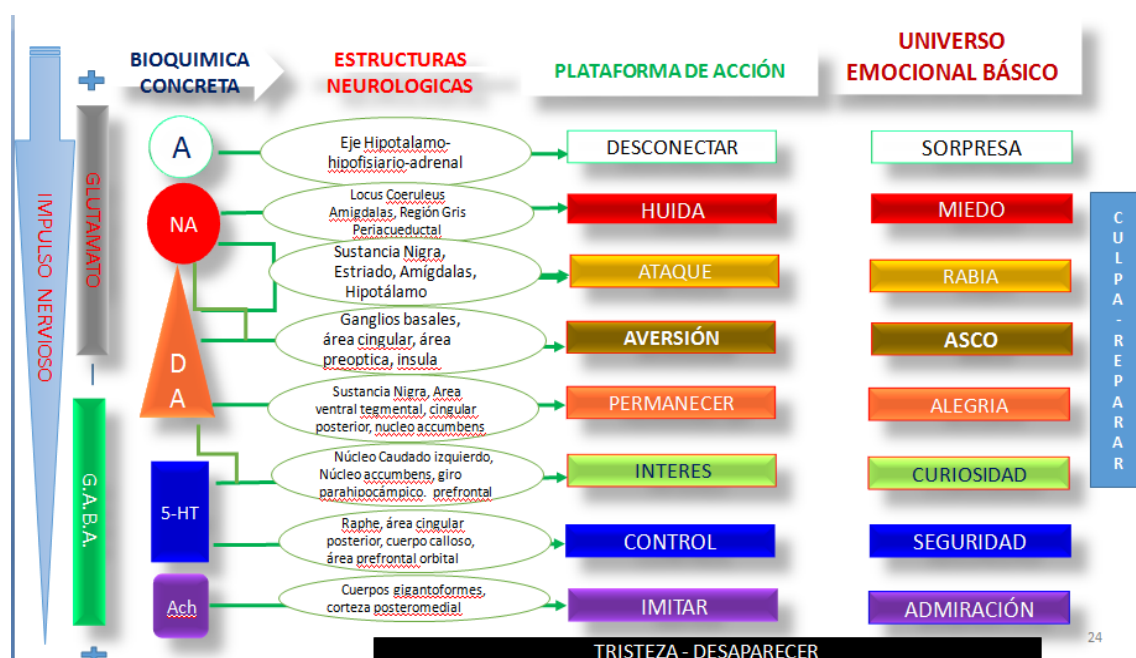 BIOQUIMICA
CONCRETA
ESTRUCTURAS
NEUROLOGICAS
PLATAFORMA DE ACCIÓN
UNIVERSO
EMOCIONAL BÁSICO
IMPULSO NERVIOSO
GLUTAMATO
G.A.B.A.
A
Eje Hipotalamo-
hipofisiario-adrenal
DESCONECTAR
SORPRESA
NA
Locus Coeruleus
Amigdalas, Región Gris
Periacueductal
HUIDA
MIEDO
Sustancia Nigra,
Estriado, Amígdalas,
Hipotálamo
ATAQUE
RABIA
D
A
Ganglios basales,
área cingular, área
preoptica, insula
AVERSIÓN
ASCO
Sustancia Nigra, Area
ventral tegmental, cingular
posterior, nucleo accumbens
PERMANECER
ALEGRIA
Núcleo Caudado izquierdo,
Núcleo accumbens, giro
parahipocámpico. prefrontal
INTERES
CURIOSIDAD
5-HT
Raphe, área cingular
posterior, cuerpo calloso,
área prefrontal orbital
CONTROL
SEGURIDAD
Ach
Cuerpos gigantoformes,
corteza posteromedial
IMITAR
ADMIRACIÓN
CULPA-REPARAR
TRISTEZA - DESAPARECER
24